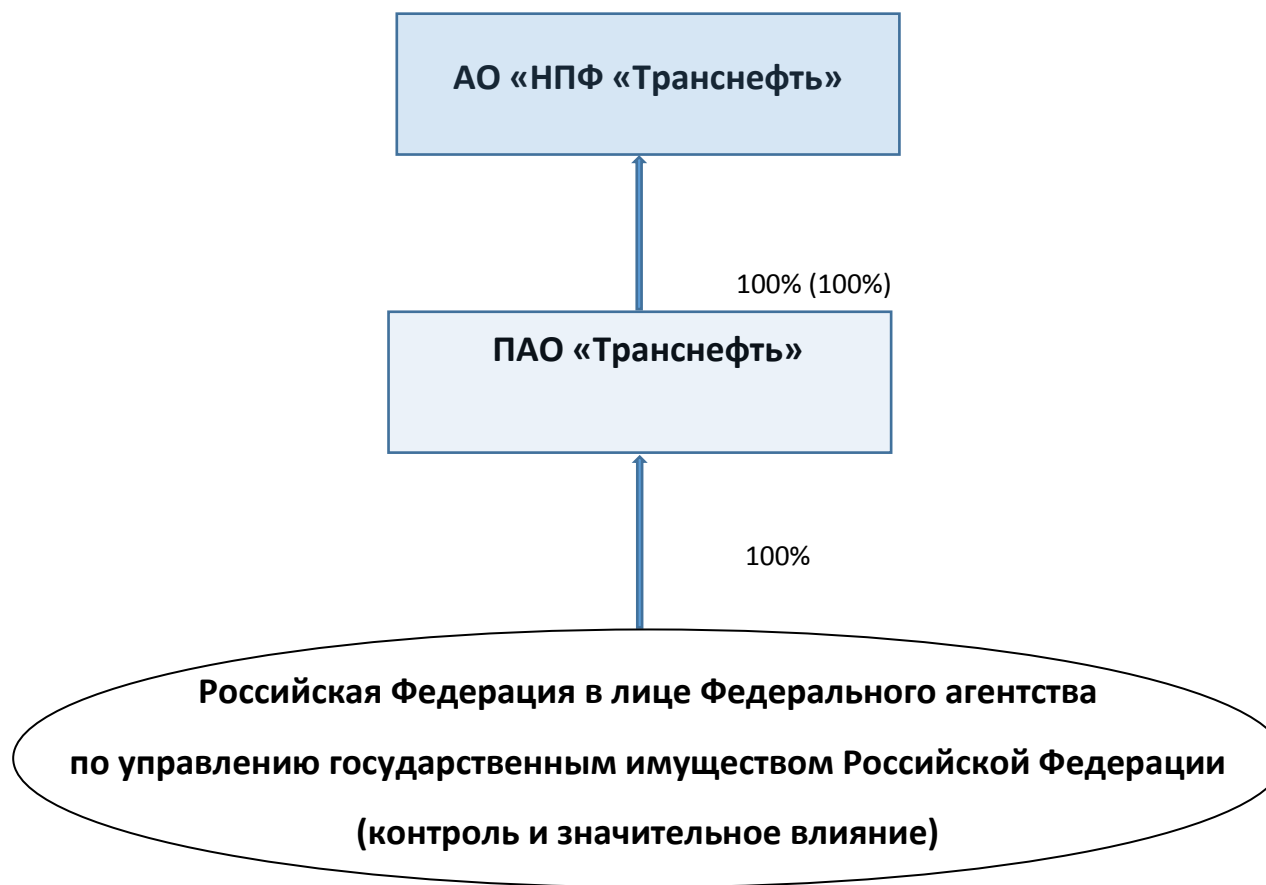 АО «НПФ «Транснефть»
100% (100%)
ПАО «Транснефть»
100%
Российская Федерация в лице Федерального агентства
по управлению государственным имуществом Российской Федерации
(контроль и значительное влияние)